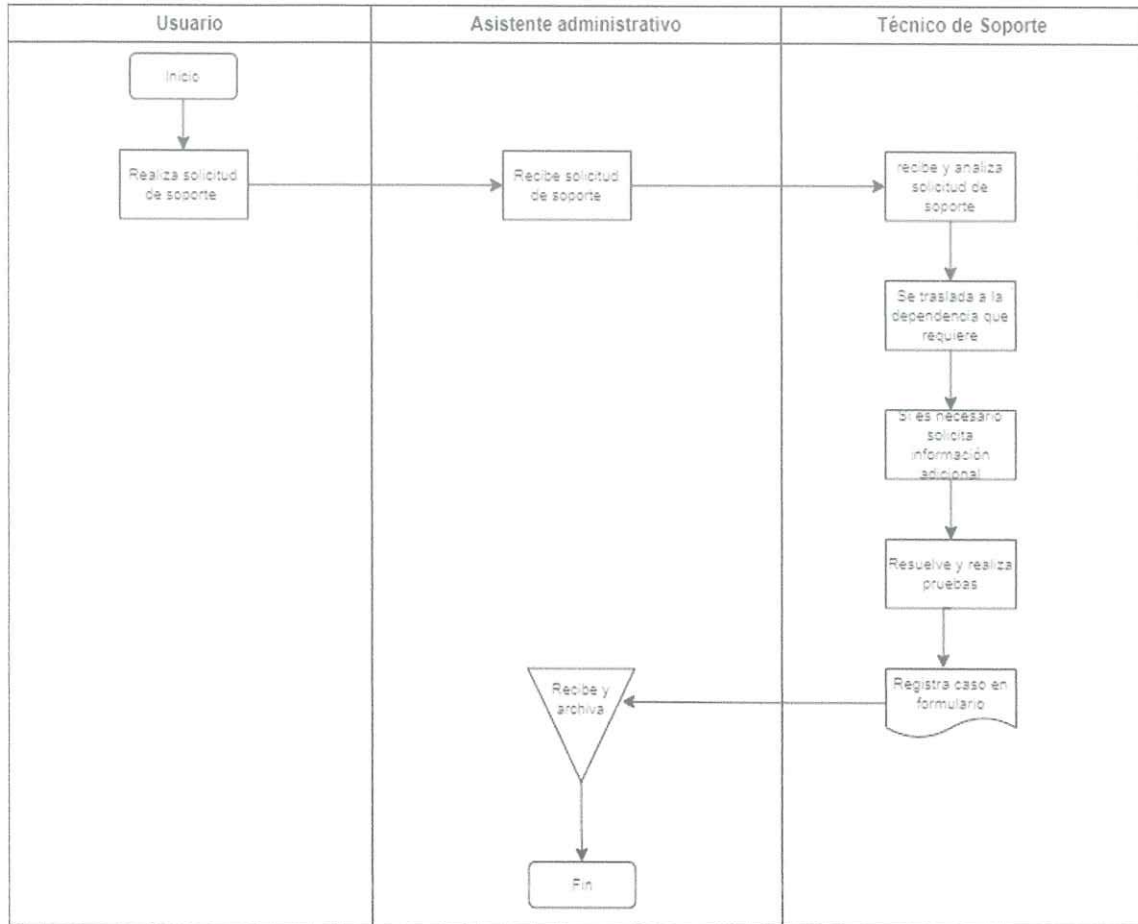 Usuario
Asistente administrativo
Técnico de Soporte
Inicio
Realiza solicitud
de soporte
Recibe solicitud
de soporte
recibe y analiza
solicitud de
soporte
Se traslada a la
dependencia que
requiere
Si es necesario
solicita
información
adicional
Resuelve y realiza
pruebas
Registra caso en
formulario
Recibe y
archiva
Fin